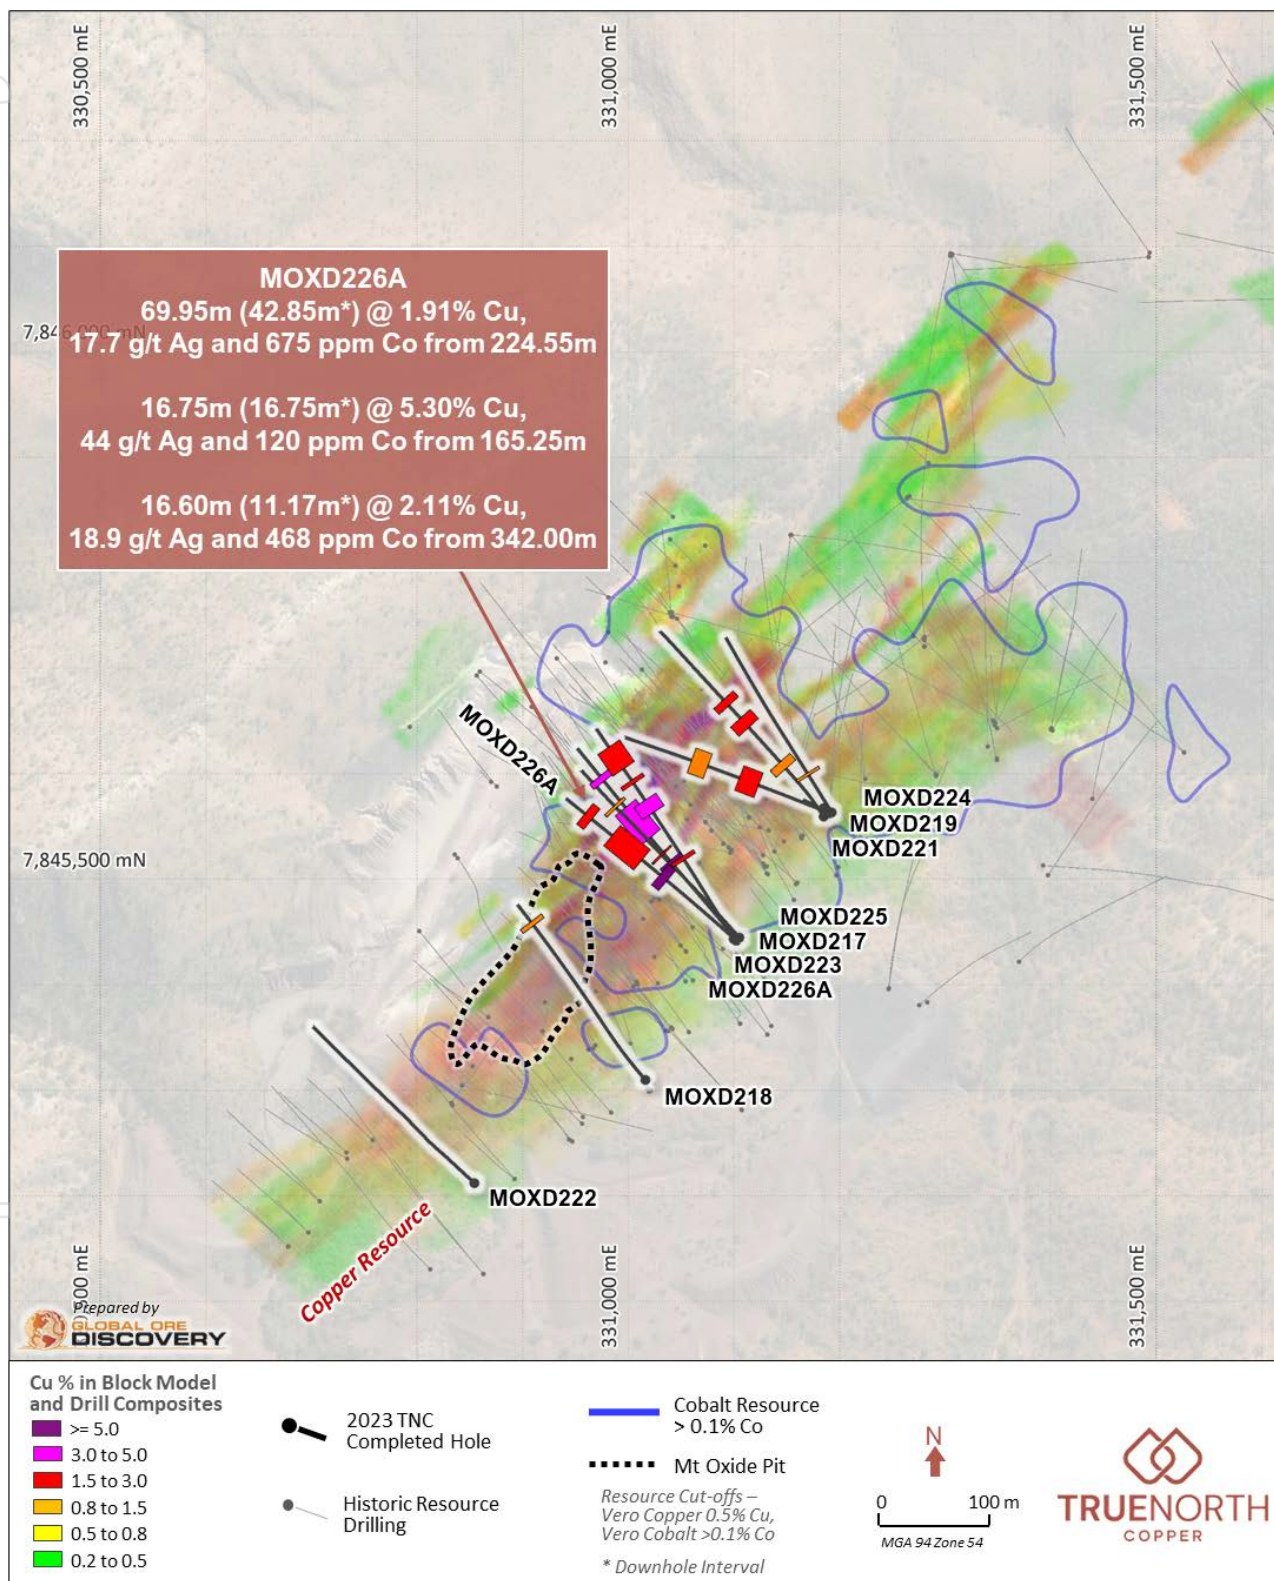 330,500 mE
331,000 mE
331,500 mE
MOXD226A
69.95m (42.85m*) @ 1.91% Cu,
17.7 g/t Ag and 675 ppm Co from 224.55m
16.75m (16.75m*) @ 5.30% Cu,
44 g/t Ag and 120 ppm Co from 165.25m
16.60m (11.17m*) @ 2.11% Cu,
18.9 g/t Ag and 468 ppm Co from 342.00m
7,846,000 mN
MOXD226A
MOXD224
MOXD219
MOXD221
7,845,500 mN
MOXD225
MOXD217
MOXD223
MOXD226A
MOXD218
MOXD222
Copper Resource
500 mE
331,000 mE
331,500 mE
Prepared by
GLOBAL ORE
DISCOVERY
Cu % in Block Model
and Drill Composites
>= 5.0
3.0 to 5.0
1.5 to 3.0
0.8 to 1.5
0.5 to 0.8
0.2 to 0.5
2023 TNC
Completed Hole
Historic Resource
Drilling
Cobalt Resource
> 0.1% Co
Mt Oxide Pit
Resource Cut-offs –
Vero Copper 0.5% Cu,
Vero Cobalt >0.1% Co
* Downhole Interval
N
0 100 m
MGA 94 Zone 54
TRUENORTH
COPPER